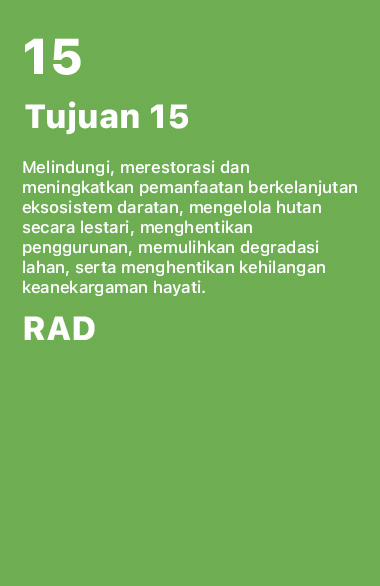 15
Tujuan 15
Melindungi, merestorasi dan
meningkatkan pemanfaatan berkelanjutan
eksosistem daratan, mengelola hutan
secara lestari, menghentikan
penggurunan, memulihkan degradasi
lahan, serta menghentikan kehilangan
keanekargaman hayati.
RAD